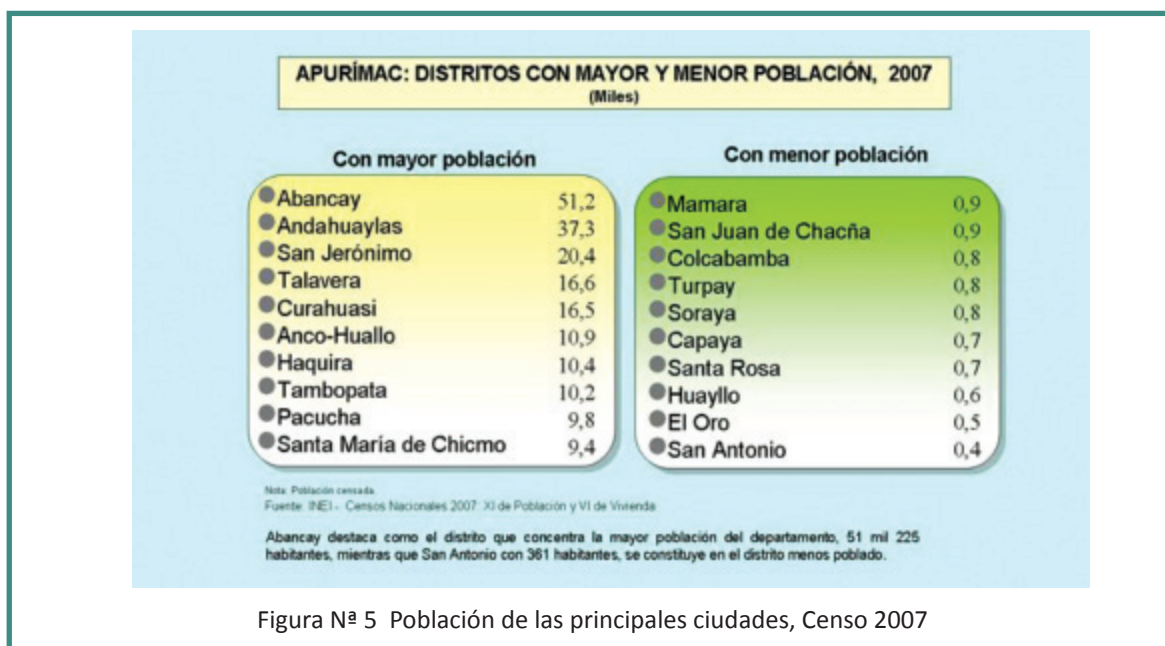 APURÍMAC: DISTRITOS CON MAYOR Y MENOR POBLACIÓN, 2007
(Miles)
Con mayor población
Abancay 51,2
Andahuaylas 37,3
San Jerónimo 20,4
Talavera 16,6
Curahuasi 16,5
Anco-Huallo 10,9
Haquira 10,4
Tambopata 10,2
Pacucha 9,8
Santa María de Chicmo 9,4
Con menor población
Mamara 0,9
San Juan de Chacña 0,9
Colcabamba 0,8
Turpay 0,8
Soraya 0,8
Capaya 0,7
Santa Rosa 0,7
Huayllo 0,6
El Oro 0,5
San Antonio 0,4
Nota: Población censada.
Fuente: INEI - Censos Nacionales 2007: XI de Población y VI de Vivienda
Abancay destaca como el distrito que concentra la mayor población del departamento, 51 mil 225
habitantes, mientras que San Antonio con 361 habitantes, se constituye en el distrito menos poblado.
Figura Nª 5 Población de las principales ciudades, Censo 2007